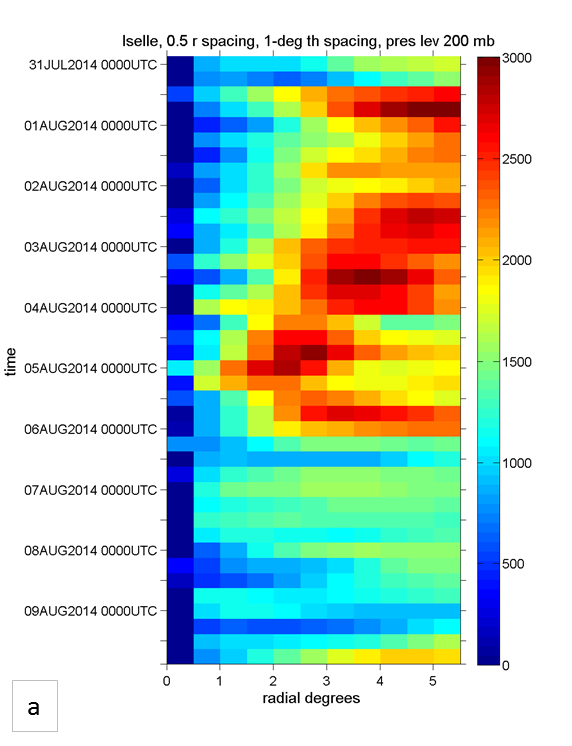 Iselle, 0.5 r spacing, 1-deg th spacing, pres lev 200 mb
31JUL2014 0000UTC
01AUG2014 0000UTC
02AUG2014 0000UTC
03AUG2014 0000UTC
04AUG2014 0000UTC
05AUG2014 0000UTC
06AUG2014 0000UTC
07AUG2014 0000UTC
08AUG2014 0000UTC
09AUG2014 0000UTC
time
0 1 2 3 4 5
radial degrees
3000
2500
2000
1500
1000
500
0
a